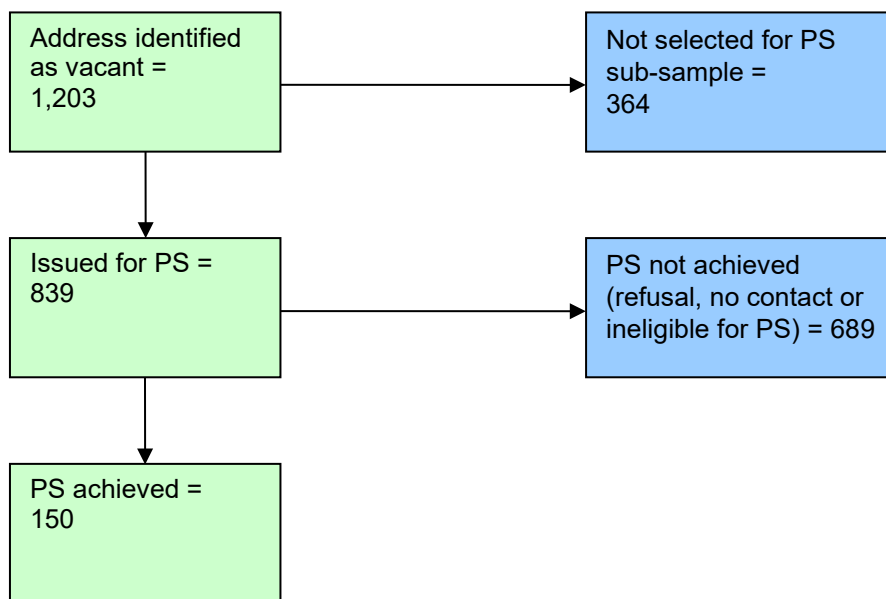 Address identified
as vacant =
1,203
Not selected for PS
sub-sample =
364
Issued for PS =
839
PS not achieved
(refusal, no contact or
ineligible for PS) = 689
PS achieved =
150